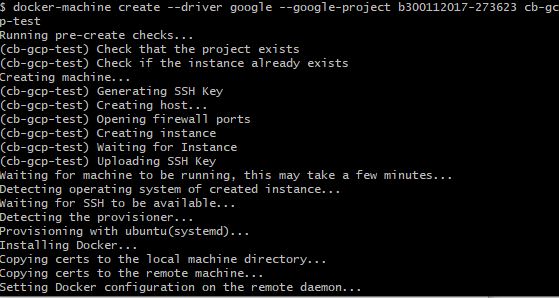 $ docker-machine create --driver google --google-project b300112017-273623 cb-gc
p-test
Running pre-create checks...
(cb-gcp-test) Check that the project exists
(cb-gcp-test) Check if the instance already exists
Creating machine...
(cb-gcp-test) Generating SSH Key
(cb-gcp-test) Creating host...
(cb-gcp-test) Opening firewall ports
(cb-gcp-test) Creating instance
(cb-gcp-test) Waiting for Instance
(cb-gcp-test) Uploading SSH Key
Waiting for machine to be running, this may take a few minutes...
Detecting operating system of created instance...
Waiting for SSH to be available...
Detecting the provisioner...
Provisioning with ubuntu(systemd)...
Installing Docker...
Copying certs to the local machine directory...
Copying certs to the remote machine...
Setting Docker configuration on the remote daemon...